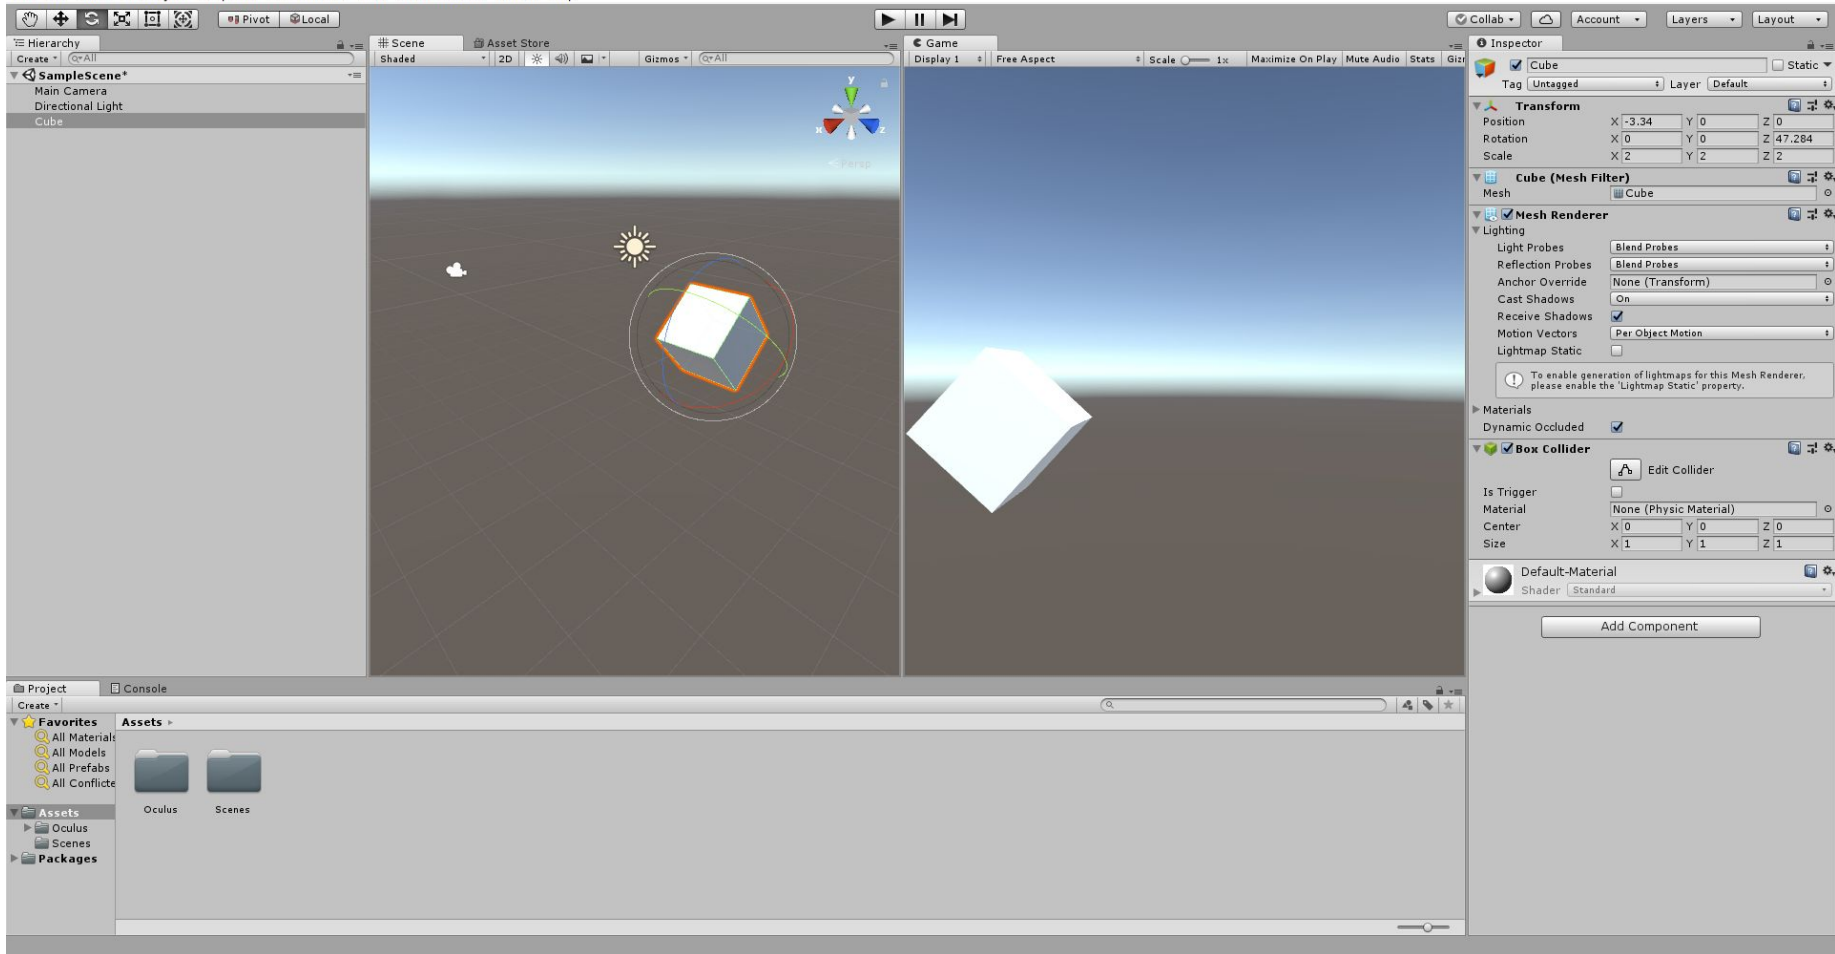 Pivot Local Collab Account Layers Layout
Hierarchy
Create All
SampleScene*
Main Camera
Directional Light
Cube
Scene Asset Store
Shaded 2D Gizmos All
y
x z
Persp
Game
Display 1 Free Aspect Scale 1x Maximize On Play Mute Audio Stats Giz
Inspector
Cube Static
Tag Untagged Layer Default
Transform
Position X -3.34 Y 0 Z 0
Rotation X 0 Y 0 Z 47.284
Scale X 2 Y 2 Z 2
Cube (Mesh Filter)
Mesh Cube
Mesh Renderer
Lighting
Light Probes Blend Probes
Reflection Probes Blend Probes
Anchor Override None (Transform)
Cast Shadows On
Receive Shadows
Motion Vectors Per Object Motion
Lightmap Static
To enable generation of lightmaps for this Mesh Renderer,
please enable the 'Lightmap Static' property.
Materials
Dynamic Occluded
Box Collider
Edit Collider
Is Trigger
Material None (Physic Material)
Center X 0 Y 0 Z 0
Size X 1 Y 1 Z 1
Default-Material
Shader Standard
Add Component
Project Console
Create
Favorites
All Materials
All Models
All Prefabs
All Conflicte
Assets
Oculus
Scenes
Packages
Assets
Oculus Scenes